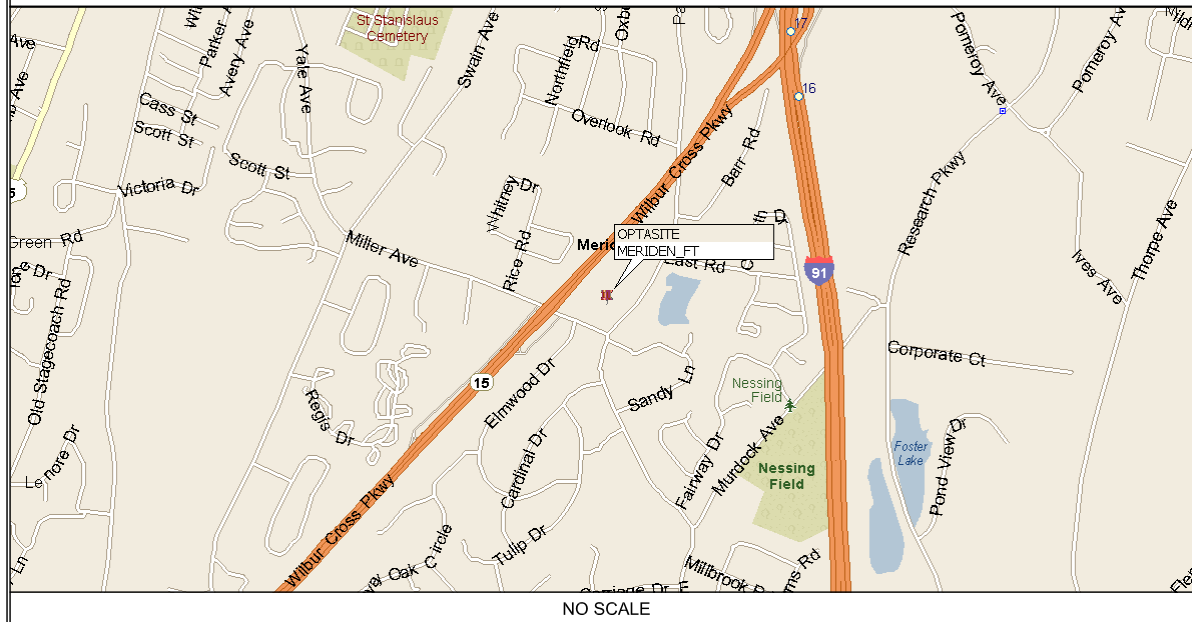 St Stanislaus
Cemetery
Swain Ave
Yale Ave
Parker
Avery Ave
Ave
Cass St
Scott St
Scott St
Victoria Dr
Green Rd
Old Stagecoach Rd
Miller Ave
Northfield
Rd
Overlook Rd
Whitney
Dr
Rice Rd
Wilbur Cross Pkwy
Barr Rd
17
16
Pomeroy Ave
Pomeroy Av
Research Pkwy
Ives Ave
Thorpe Ave
OPTASITE
MERIDEN_FT
East Rd
91
15
Corporate Ct
Elmwood Dr
Sandy Ln
Nessing
Field
Regis Dr
Cardinal Dr
Fairway Dr
Murdock Ave
Nessing
Field
Foster
Lake
Pond View Dr
Wilbur Cross Pkwy
Tulip Dr
Oak Circle
Millbrook
Rd
Ln
NO SCALE